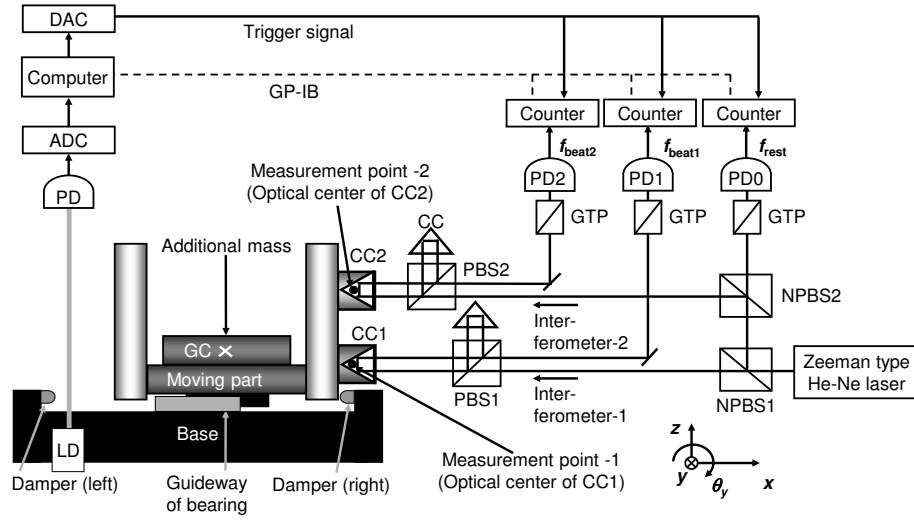 DAC
Trigger signal
Computer
GP-IB
Counter
Counter
Counter
ADC
f_beat2
f_beat1
f_rest
Measurement point -2
(Optical center of CC2)
PD
PD2
PD1
PD0
GTP
GTP
GTP
CC
Additional mass
CC2
PBS2
NPBS2
Inter-
ferometer-2
CC1
GC
Moving part
Zeeman type
He-Ne laser
PBS1
Inter-
ferometer-1
NPBS1
Base
LD
Damper (left)
Guideway
of bearing
Damper (right)
Measurement point -1
(Optical center of CC1)
z
y
x
θy